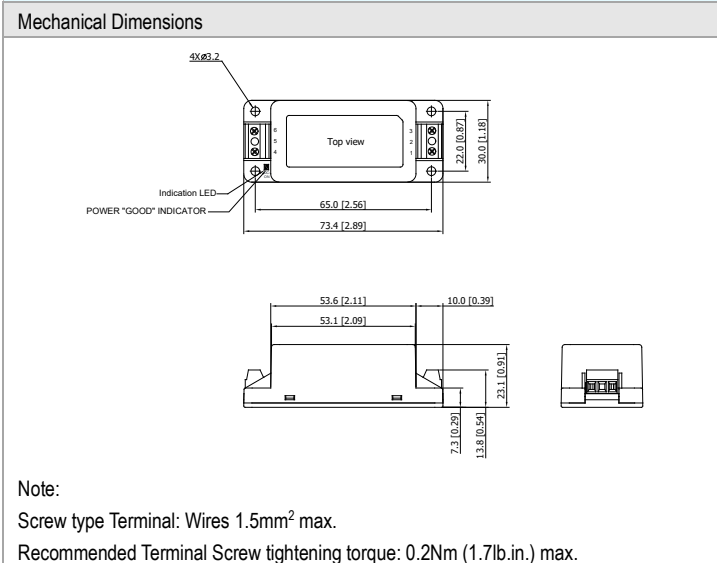 Mechanical Dimensions
4XØ3.2
6
5
4
Top view
3
2
1
22.0 [0.87]
30.0 [1.18]
Indication LED
POWER "GOOD" INDICATOR
65.0 [2.56]
73.4 [2.89]
53.6 [2.11]
10.0 [0.39]
53.1 [2.09]
23.1 [0.91]
7.3 [0.29]
13.8 [0.54]
Note:
Screw type Terminal: Wires 1.5mm² max.
Recommended Terminal Screw tightening torque: 0.2Nm (1.7lb.in.) max.